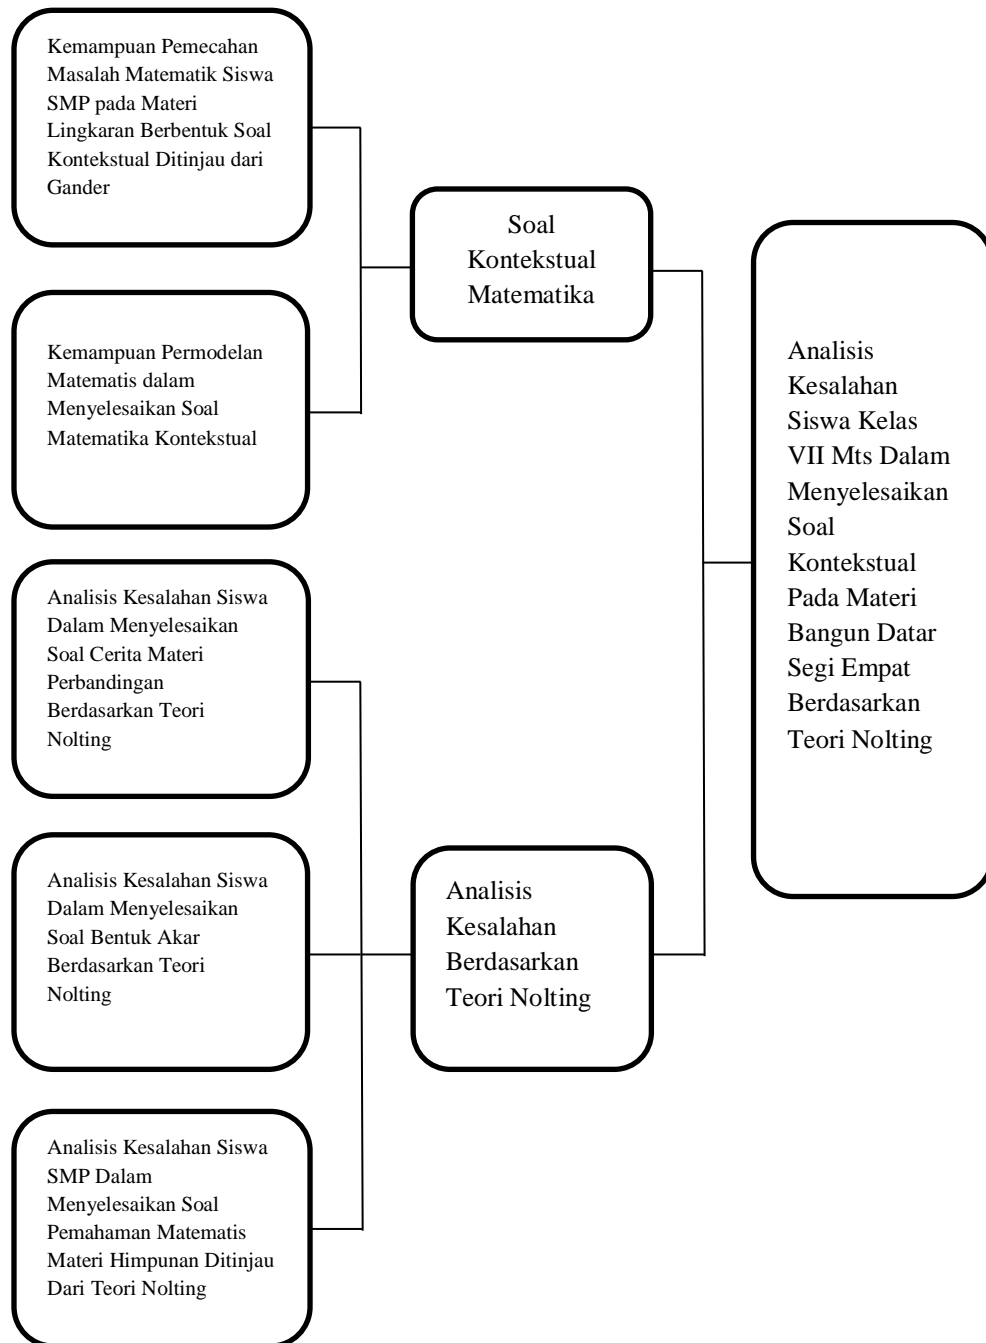 Kemampuan Pemecahan
Masalah Matematik Siswa
SMP pada Materi
Lingkaran Berbentuk Soal
Kontekstual Ditinjau dari
Gander
Kemampuan Permodelan
Matematis dalam
Menyelesaikan Soal
Matematika Kontekstual
Analisis Kesalahan Siswa
Dalam Menyelesaikan
Soal Cerita Materi
Perbandingan
Berdasarkan Teori
Nolting
Analisis Kesalahan Siswa
Dalam Menyelesaikan
Soal Bentuk Akar
Berdasarkan Teori
Nolting
Analisis Kesalahan Siswa
SMP Dalam
Menyelesaikan Soal
Pemahaman Matematis
Materi Himpunan Ditinjau
Dari Teori Nolting
Soal
Kontekstual
Matematika
Analisis
Kesalahan
Berdasarkan
Teori Nolting
Analisis
Kesalahan
Siswa Kelas
VII Mts Dalam
Menyelesaikan
Soal
Kontekstual
Pada Materi
Bangun Datar
Segi Empat
Berdasarkan
Teori Nolting